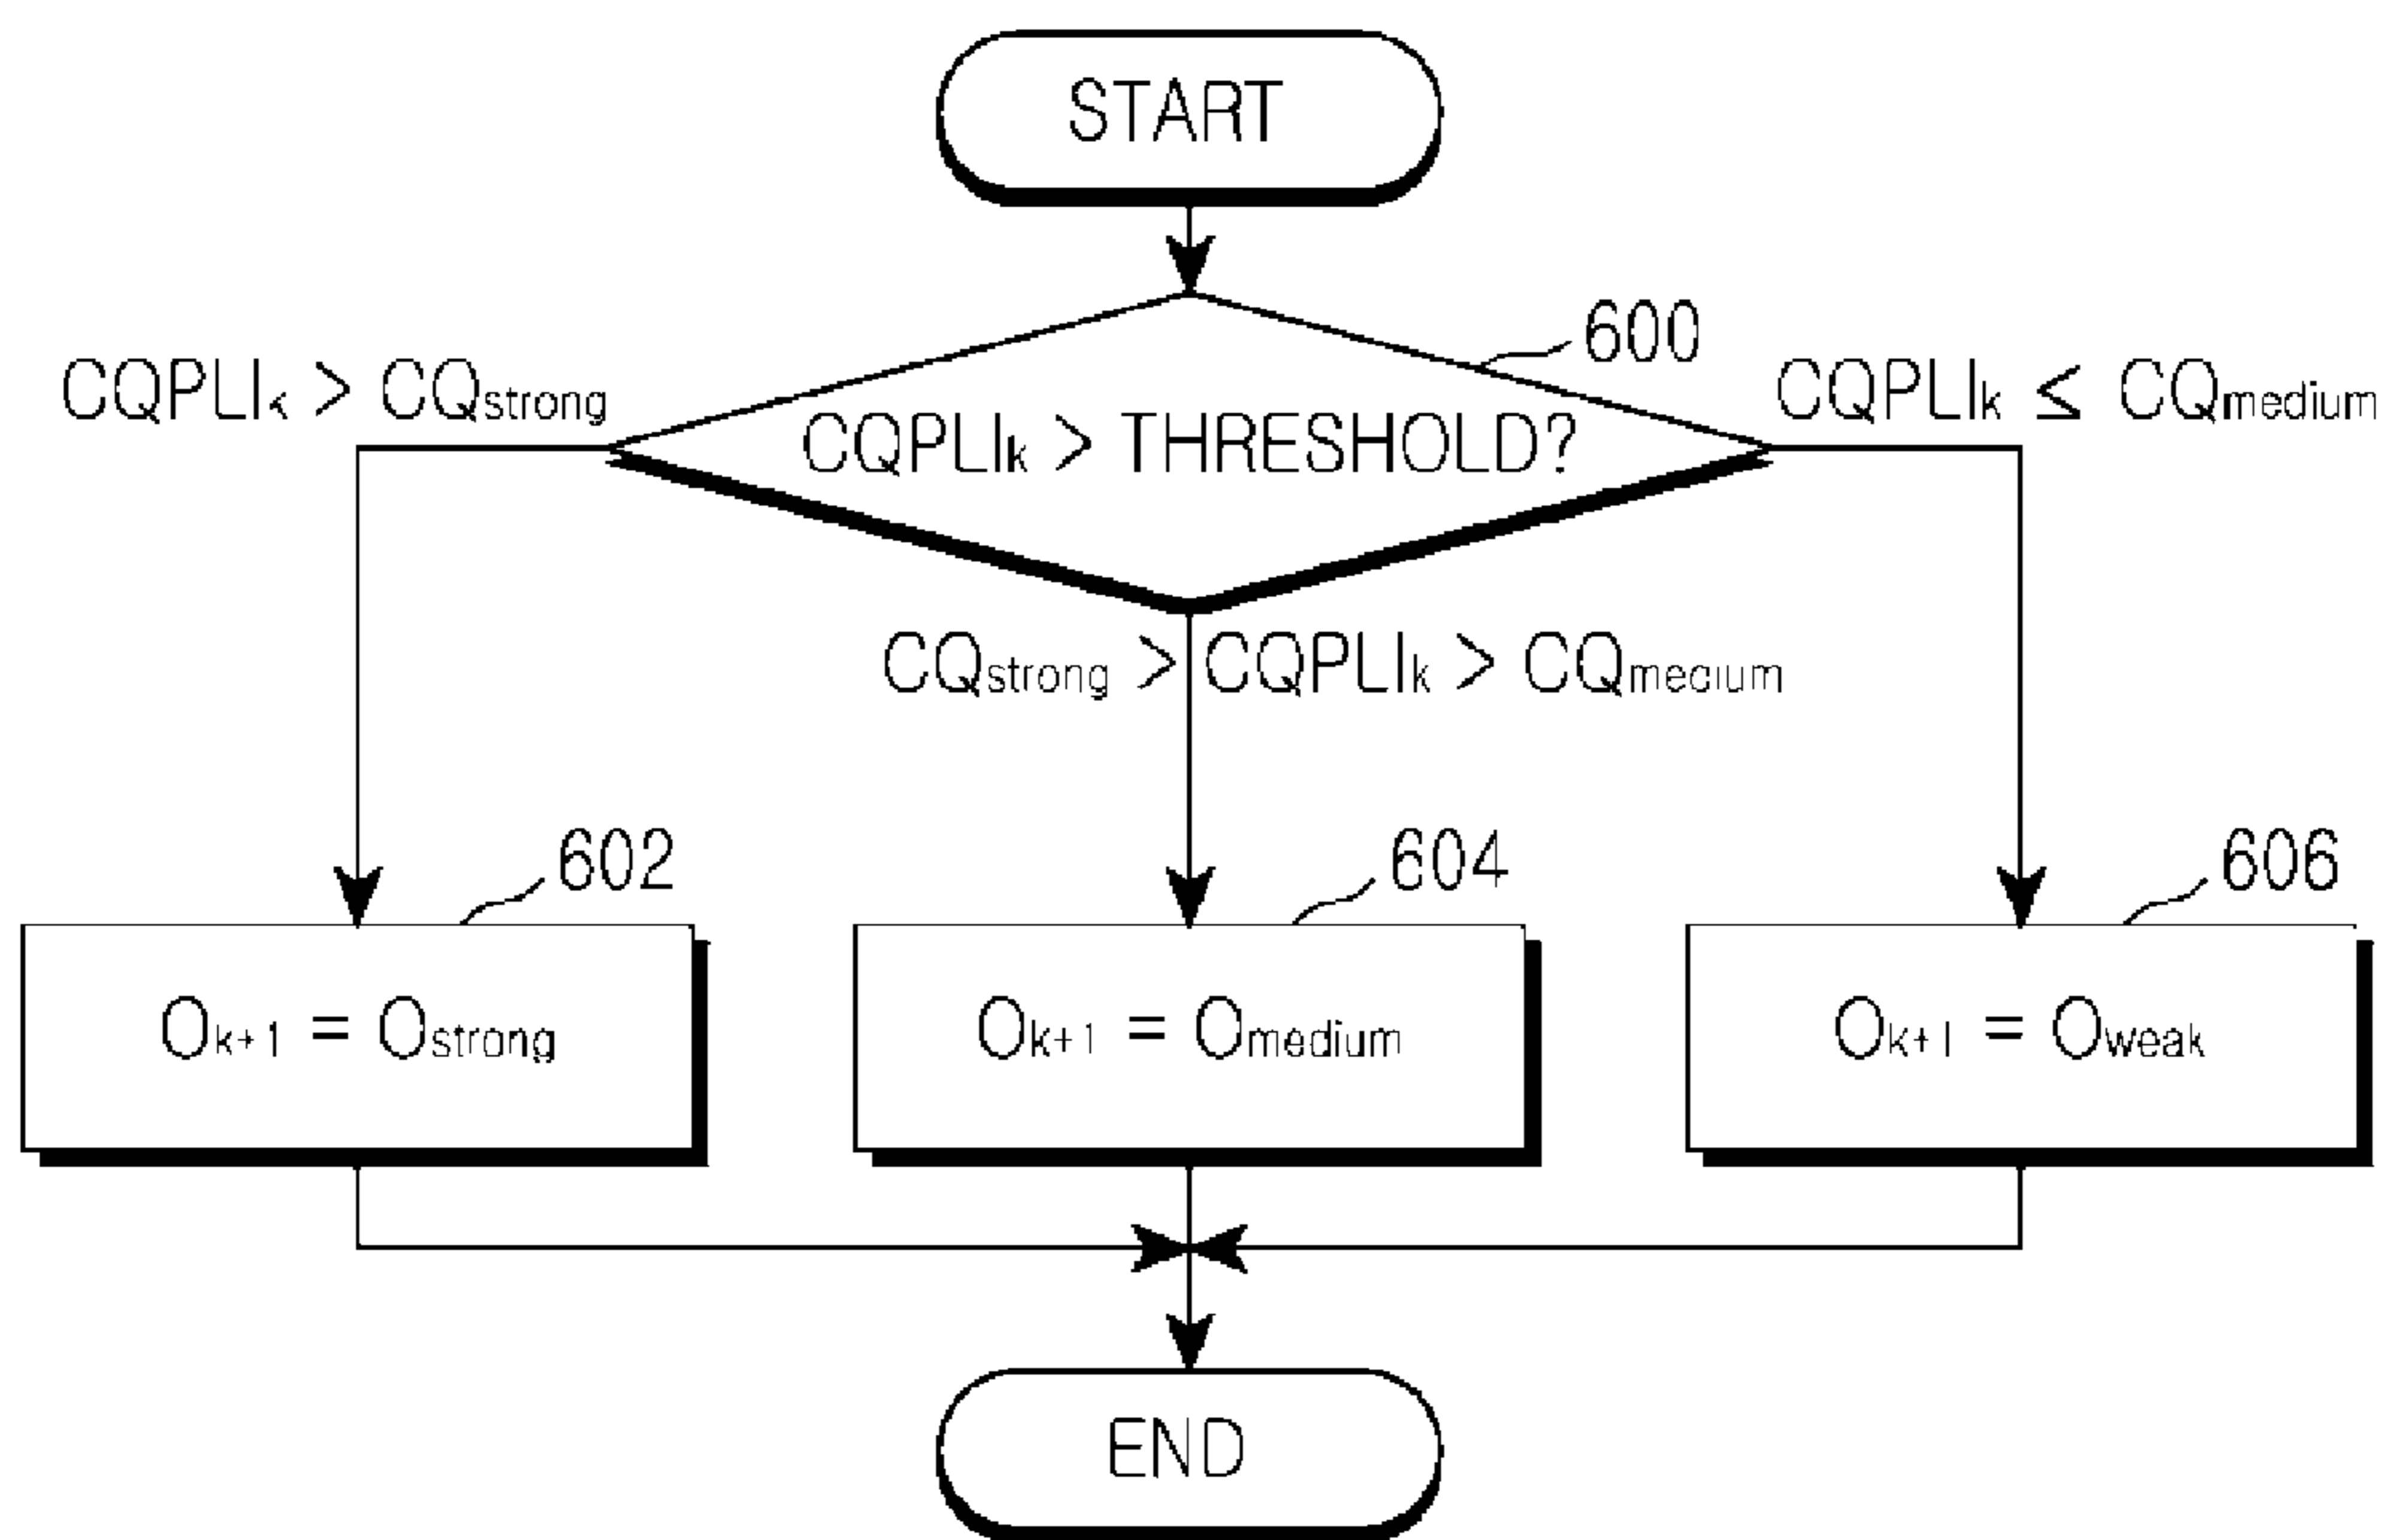 START
600
CQPLIk > CQstrong
CQPLIk ≤ CQmedium
CQPLIk > THRESHOLD?
CQstrong > CQPLIk > CQmedium
602
604
606
Ok+1 = Ostrong
Ok+1 = Omedium
Ok+1 = Oweak
END